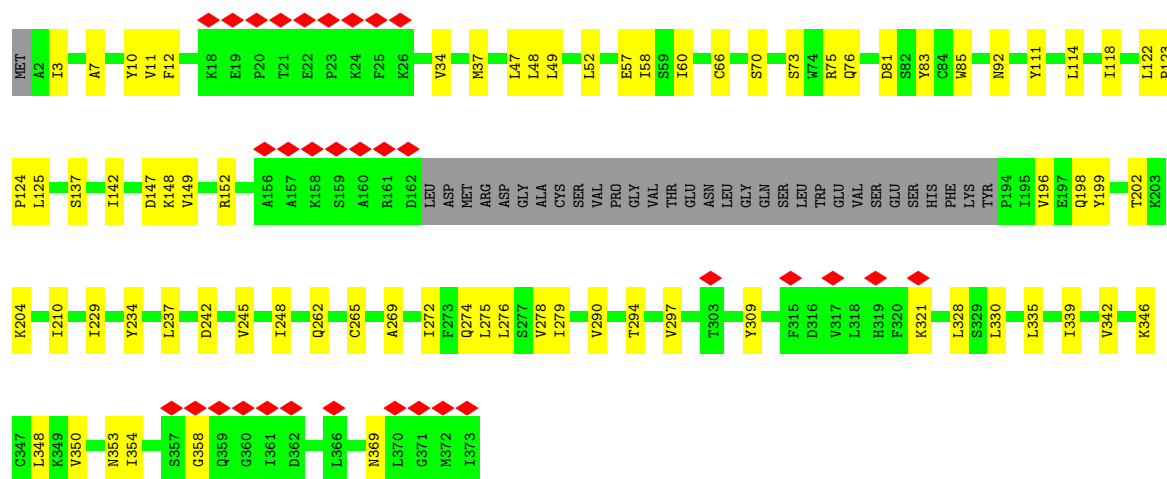 MET A2 I3 A7 Y10 V11 F12 K18 E19 P20 T21 E22 P23 K24 F25 K26 V34 M37 L47 L48 L49 L52 E57 I58 S59 I60 C66 S70 S73 W74 R75 Q76 D81 S82 Y83 C84 W85 N92 Y111 L114 I118 L122
P124 L125 S137 I142 D147 K148 V149 R152 A156 A157 K158 S159 A160 R161 D162 LEU ASP MET ARG ASP GLY ALA CYS SER VAL PRO GLY VAL THR GLU ASN LEU GLY GLN SER LEU TRP GLU VAL SER GLU SER HIS PHE LYS TYR P194 I195 V196 E197 Q198 Y199 T202 K203
K204 I210 I229 Y234 L237 D242 V245 I248 Q262 C265 A269 I272 F273 Q274 L275 L276 S277 V278 I279 V290 T294 V297 T303 Y309 F315 D316 V317 L318 H319 F320 K321 L328 S329 L330 L335 I339 V342 K346
C347 L348 K349 V350 N353 I354 S357 G358 Q359 G360 I361 D362 L366 N369 L370 G371 M372 I373